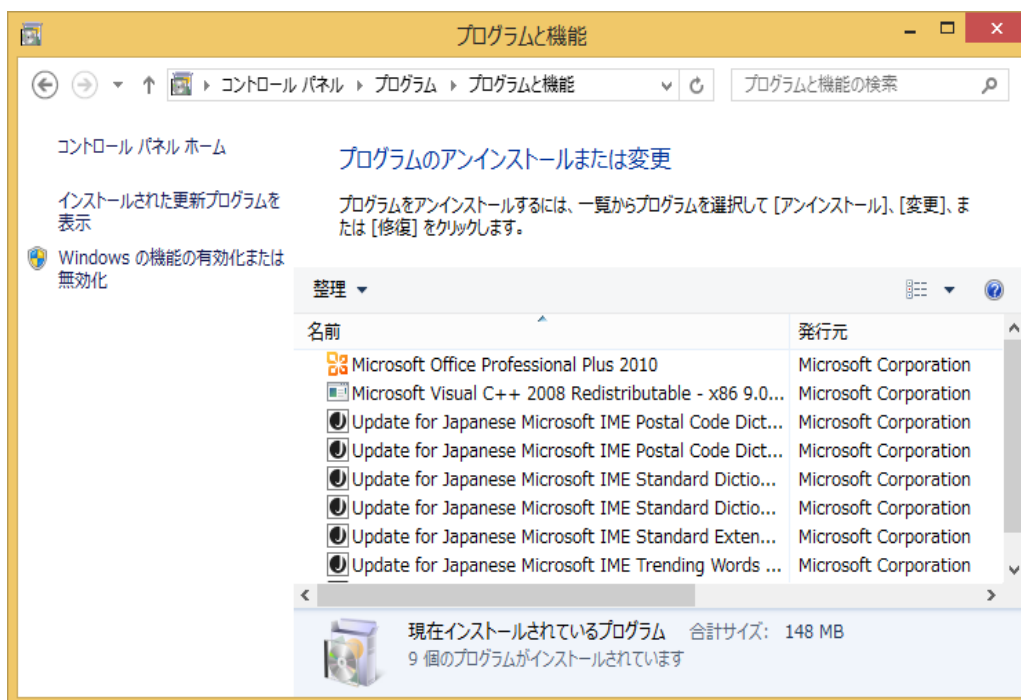 プログラムと機能
コントロール パネル
プログラム
プログラムと機能
プログラムと機能の検索
コントロール パネル ホーム
インストールされた更新プログラムを
表示
Windows の機能の有効化または
無効化
プログラムのアンインストールまたは変更
プログラムをアンインストールするには、一覧からプログラムを選択して [アンインストール]、[変更]、ま
たは [修復] をクリックします。
整理
名前 発行元
Microsoft Office Professional Plus 2010 Microsoft Corporation
Microsoft Visual C++ 2008 Redistributable - x86 9.0... Microsoft Corporation
Update for Japanese Microsoft IME Postal Code Dict... Microsoft Corporation
Update for Japanese Microsoft IME Postal Code Dict... Microsoft Corporation
Update for Japanese Microsoft IME Standard Dictio... Microsoft Corporation
Update for Japanese Microsoft IME Standard Dictio... Microsoft Corporation
Update for Japanese Microsoft IME Standard Exten... Microsoft Corporation
Update for Japanese Microsoft IME Trending Words ... Microsoft Corporation
現在インストールされているプログラム 合計サイズ: 148 MB
9 個のプログラムがインストールされています